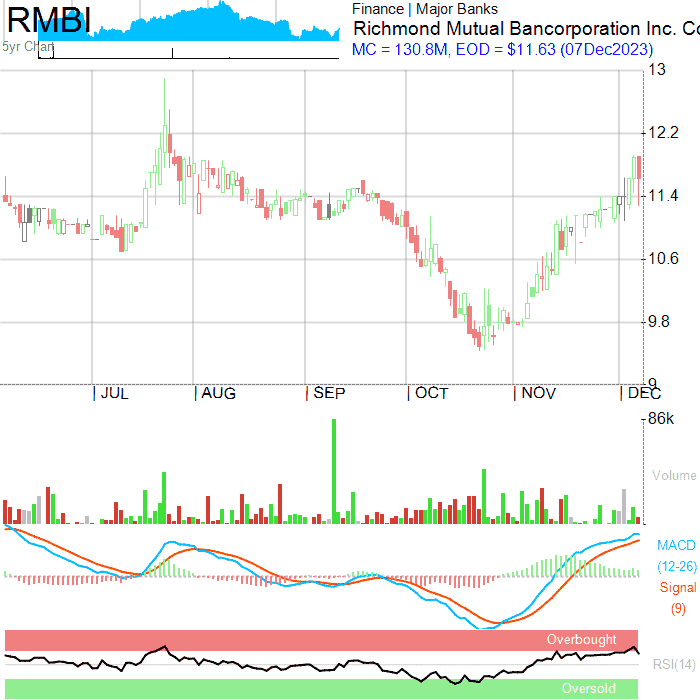 RMBI
Finance | Major Banks
Richmond Mutual Bancorporation Inc. Co
MC = 130.8M, EOD = $11.63 (07Dec2023)
5yr Chart
13
12.2
11.4
10.6
9.8
9
JUL
AUG
SEP
OCT
NOV
DEC
86k
Volume
MACD
(12-26)
Signal
(9)
Overbought
RSI(14)
Oversold